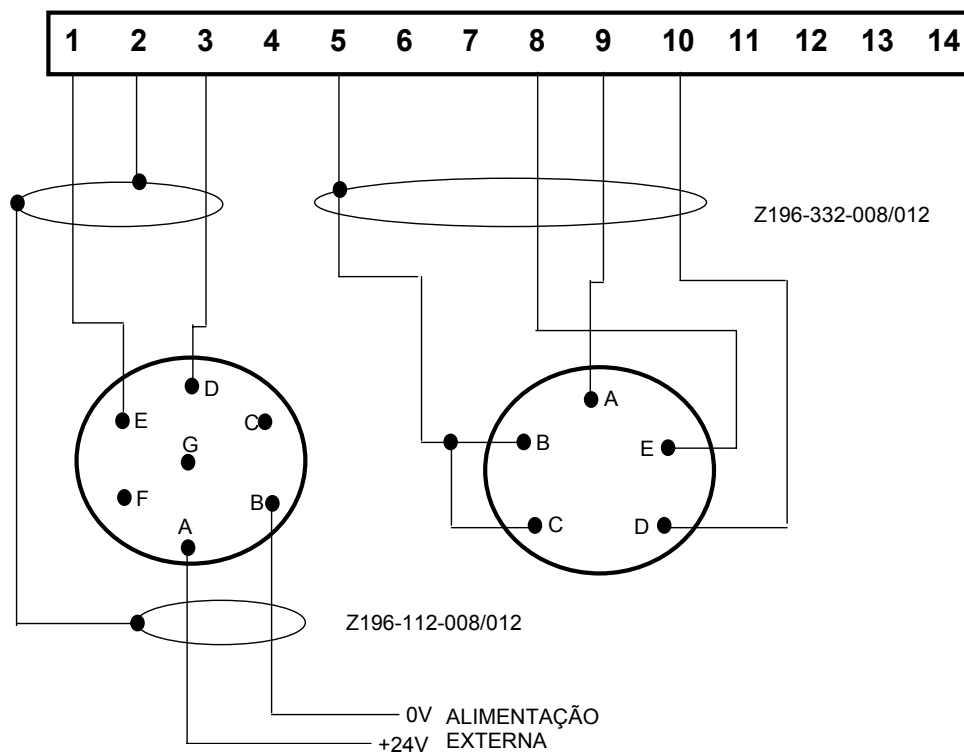 1 2 3 4 5 6 7 8 9 10 11 12 13 14
Z196-332-008/012
D
E
C
G
F
B
A
A
B
E
C
D
Z196-112-008/012
0V ALIMENTAÇÃO
+24V EXTERNA